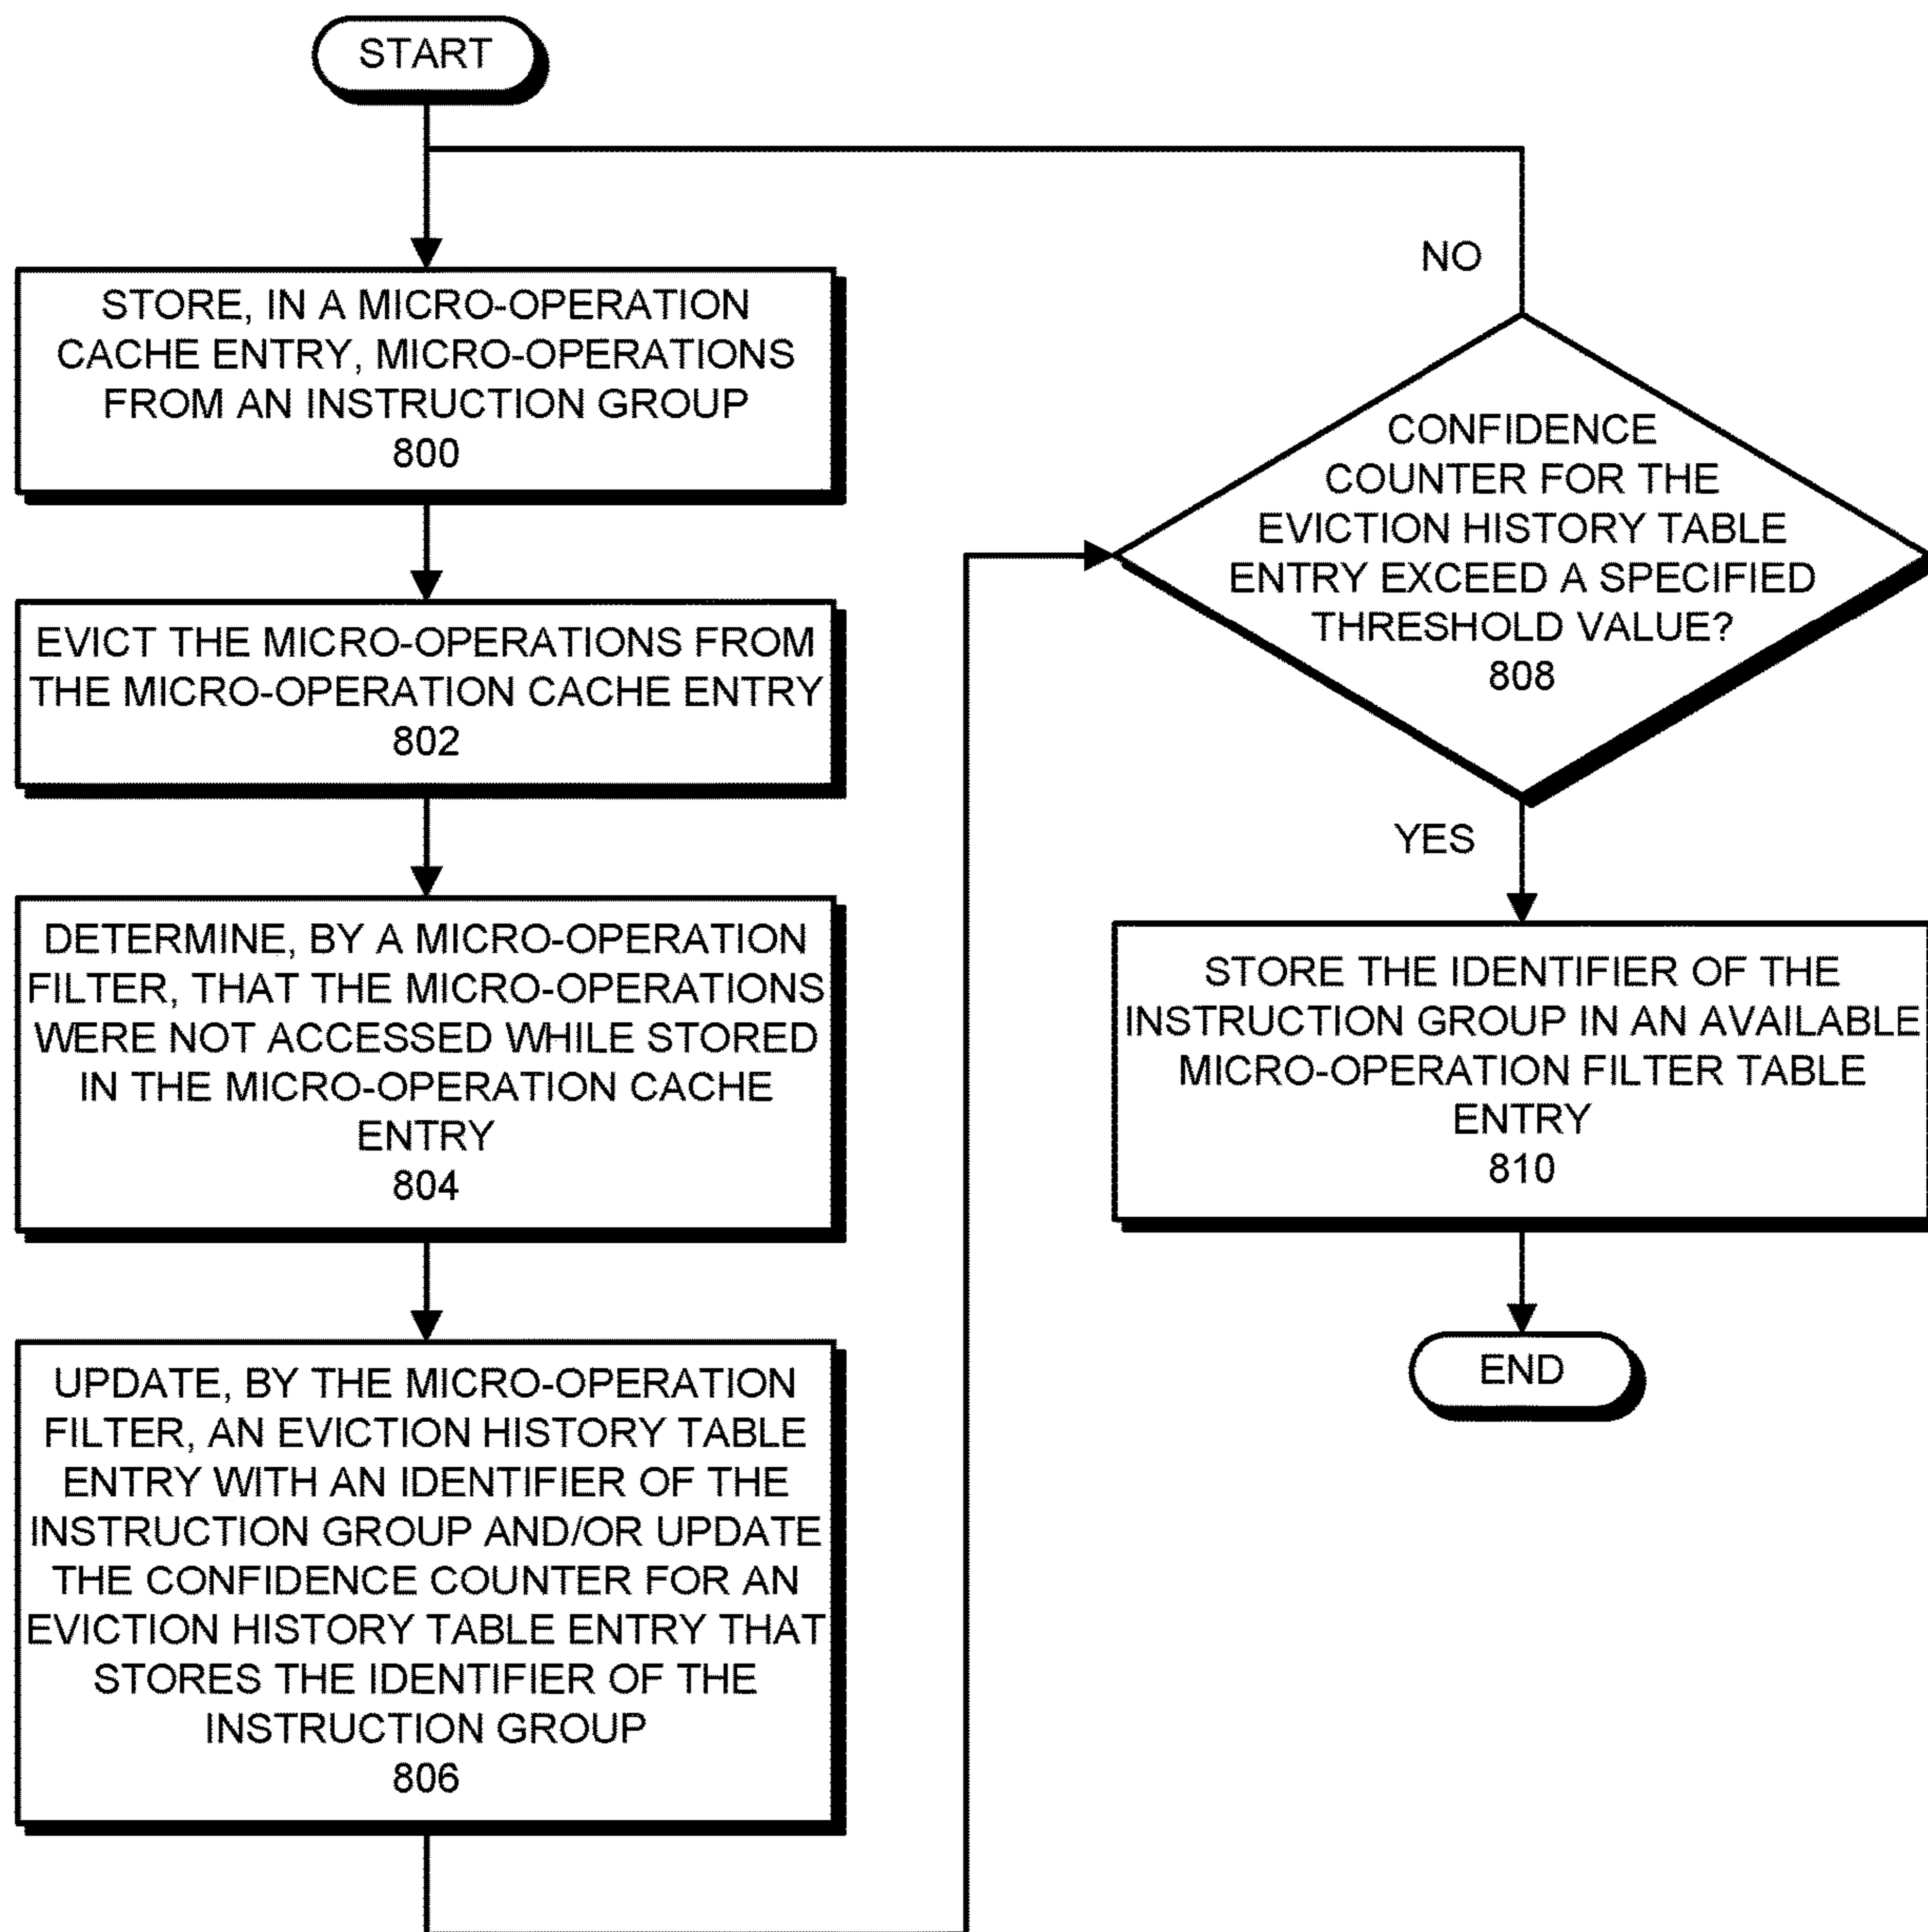 START
STORE, IN A MICRO-OPERATION
CACHE ENTRY, MICRO-OPERATIONS
FROM AN INSTRUCTION GROUP
800
EVICT THE MICRO-OPERATIONS FROM
THE MICRO-OPERATION CACHE ENTRY
802
DETERMINE, BY A MICRO-OPERATION
FILTER, THAT THE MICRO-OPERATIONS
WERE NOT ACCESSED WHILE STORED
IN THE MICRO-OPERATION CACHE
ENTRY
804
UPDATE, BY THE MICRO-OPERATION
FILTER, AN EVICTION HISTORY TABLE
ENTRY WITH AN IDENTIFIER OF THE
INSTRUCTION GROUP AND/OR UPDATE
THE CONFIDENCE COUNTER FOR AN
EVICTION HISTORY TABLE ENTRY THAT
STORES THE IDENTIFIER OF THE
INSTRUCTION GROUP
806
NO
CONFIDENCE
COUNTER FOR THE
EVICTION HISTORY TABLE
ENTRY EXCEED A SPECIFIED
THRESHOLD VALUE?
808
YES
STORE THE IDENTIFIER OF THE
INSTRUCTION GROUP IN AN AVAILABLE
MICRO-OPERATION FILTER TABLE
ENTRY
810
END